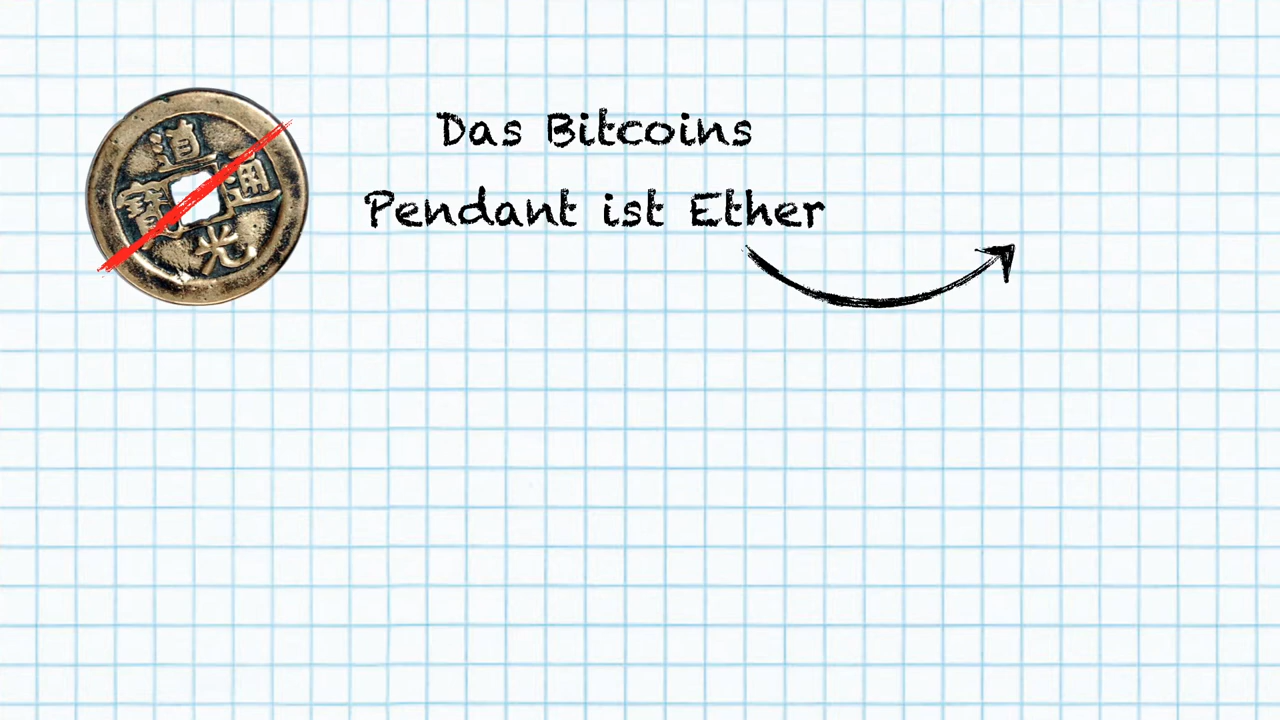 道
寶 通
光
Das Bitcoins
Pendant ist Ether